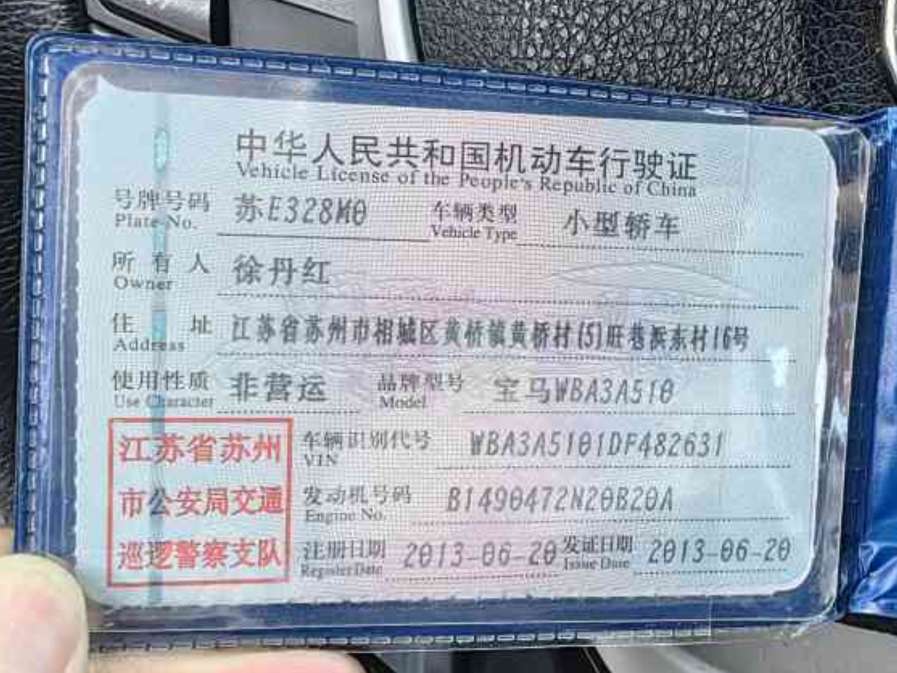 中华人民共和国机动车行驶证
Vehicle License of the People's Republic of China
号牌号码 苏E328M0 车辆类型 小型轿车
Plate No. Vehicle Type
所有人 徐丹红
Owner
住址 江苏省苏州市相城区黄桥镇黄桥村(5)旺巷浜东村16号
Address
使用性质 非营运 品牌型号 宝马WBA3A510
Use Character Model
江苏省苏州 车辆识别代号 WBA3A5101DF482631
VIN
市公安局交通 发动机号码 B1490472N20B20A
Engine No.
巡逻警察支队 注册日期 2013-06-20 发证日期 2013-06-20
Register Date Issue Date